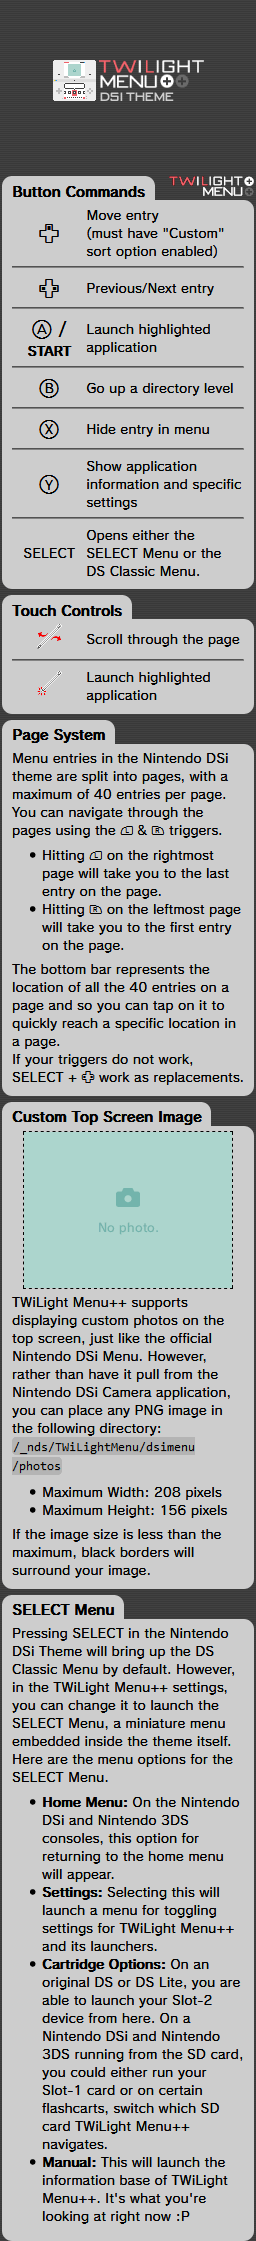 TWiLIGHT
MENU++
DSI THEME
TWiLIGHT
MENU++
Button Commands
Move entry
(must have "Custom"
sort option enabled)
Previous/Next entry
Ⓐ /
START
Launch highlighted
application
Ⓑ Go up a directory level
Ⓧ Hide entry in menu
Ⓨ
Show application
information and specific
settings
SELECT
Opens either the
SELECT Menu or the
DS Classic Menu.
Touch Controls
Scroll through the page
Launch highlighted
application
Page System
Menu entries in the Nintendo DSi
theme are split into pages, with a
maximum of 40 entries per page.
You can navigate through the
pages using the L & R triggers.
• Hitting L on the rightmost
page will take you to the last
entry on the page.
• Hitting R on the leftmost page
will take you to the first entry
on the page.
The bottom bar represents the
location of all the 40 entries on a
page and so you can tap on it to
quickly reach a specific location in
a page.
If your triggers do not work,
SELECT + work as replacements.
Custom Top Screen Image
No photo.
TWiLight Menu++ supports
displaying custom photos on the
top screen, just like the official
Nintendo DSi Menu. However,
rather than have it pull from the
Nintendo DSi Camera application,
you can place any PNG image in
the following directory:
/_nds/TWiLightMenu/dsimenu
/photos
• Maximum Width: 208 pixels
• Maximum Height: 156 pixels
If the image size is less than the
maximum, black borders will
surround your image.
SELECT Menu
Pressing SELECT in the Nintendo
DSi Theme will bring up the DS
Classic Menu by default. However,
in the TWiLight Menu++ settings,
you can change it to launch the
SELECT Menu, a miniature menu
embedded inside the theme itself.
Here are the menu options for the
SELECT Menu.
• Home Menu: On the Nintendo
DSi and Nintendo 3DS
consoles, this option for
returning to the home menu
will appear.
• Settings: Selecting this will
launch a menu for toggling
settings for TWiLight Menu++
and its launchers.
• Cartridge Options: On an
original DS or DS Lite, you are
able to launch your Slot-2
device from here. On a
Nintendo DSi and Nintendo
3DS running from the SD card,
you could either run your
Slot-1 card or on certain
flashcarts, switch which SD
card TWiLight Menu++
navigates.
• Manual: This will launch the
information base of TWiLight
Menu++. It's what you're
looking at right now :P